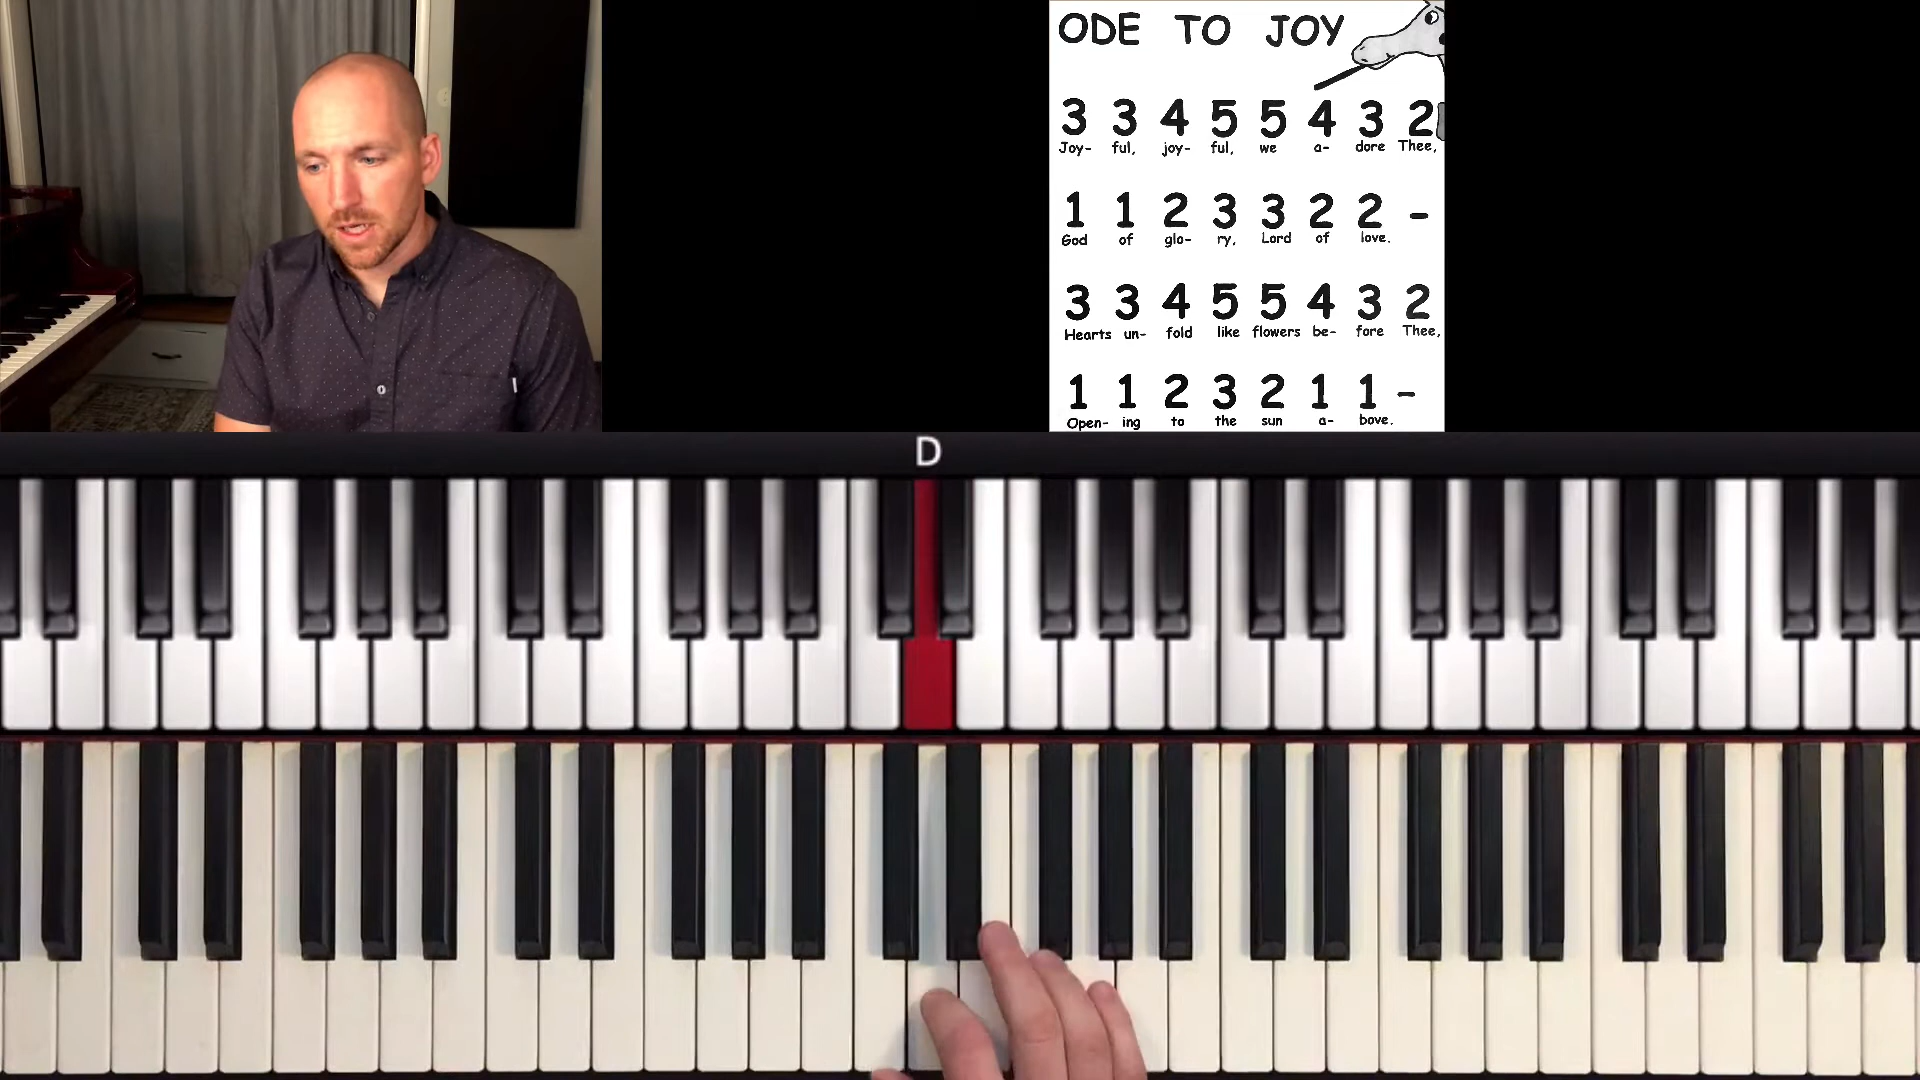 ODE TO JOY
3 3 4 5 5 4 3 2
Joy- ful, joy- ful, we a- dore Thee,
1 1 2 3 3 2 2 -
God of glo- ry, Lord of love.
3 3 4 5 5 4 3 2
Hearts un- fold like flowers be- fore Thee,
1 1 2 3 2 1 1 -
Open- ing to the sun a- bove.
D